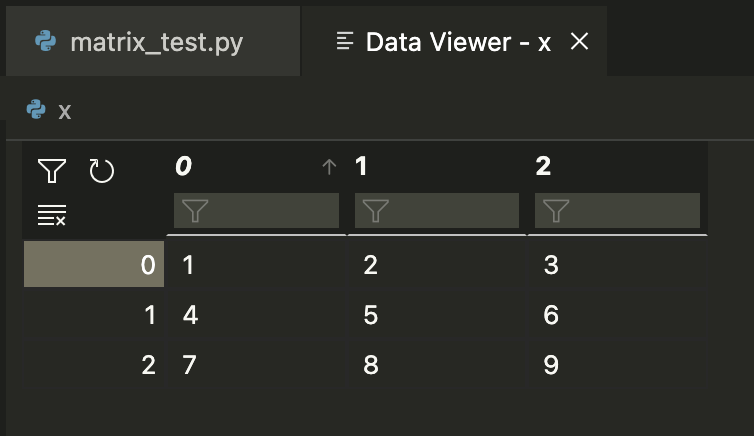 matrix_test.py Data Viewer - x
x
0 1 2
0 1 2 3
1 4 5 6
2 7 8 9